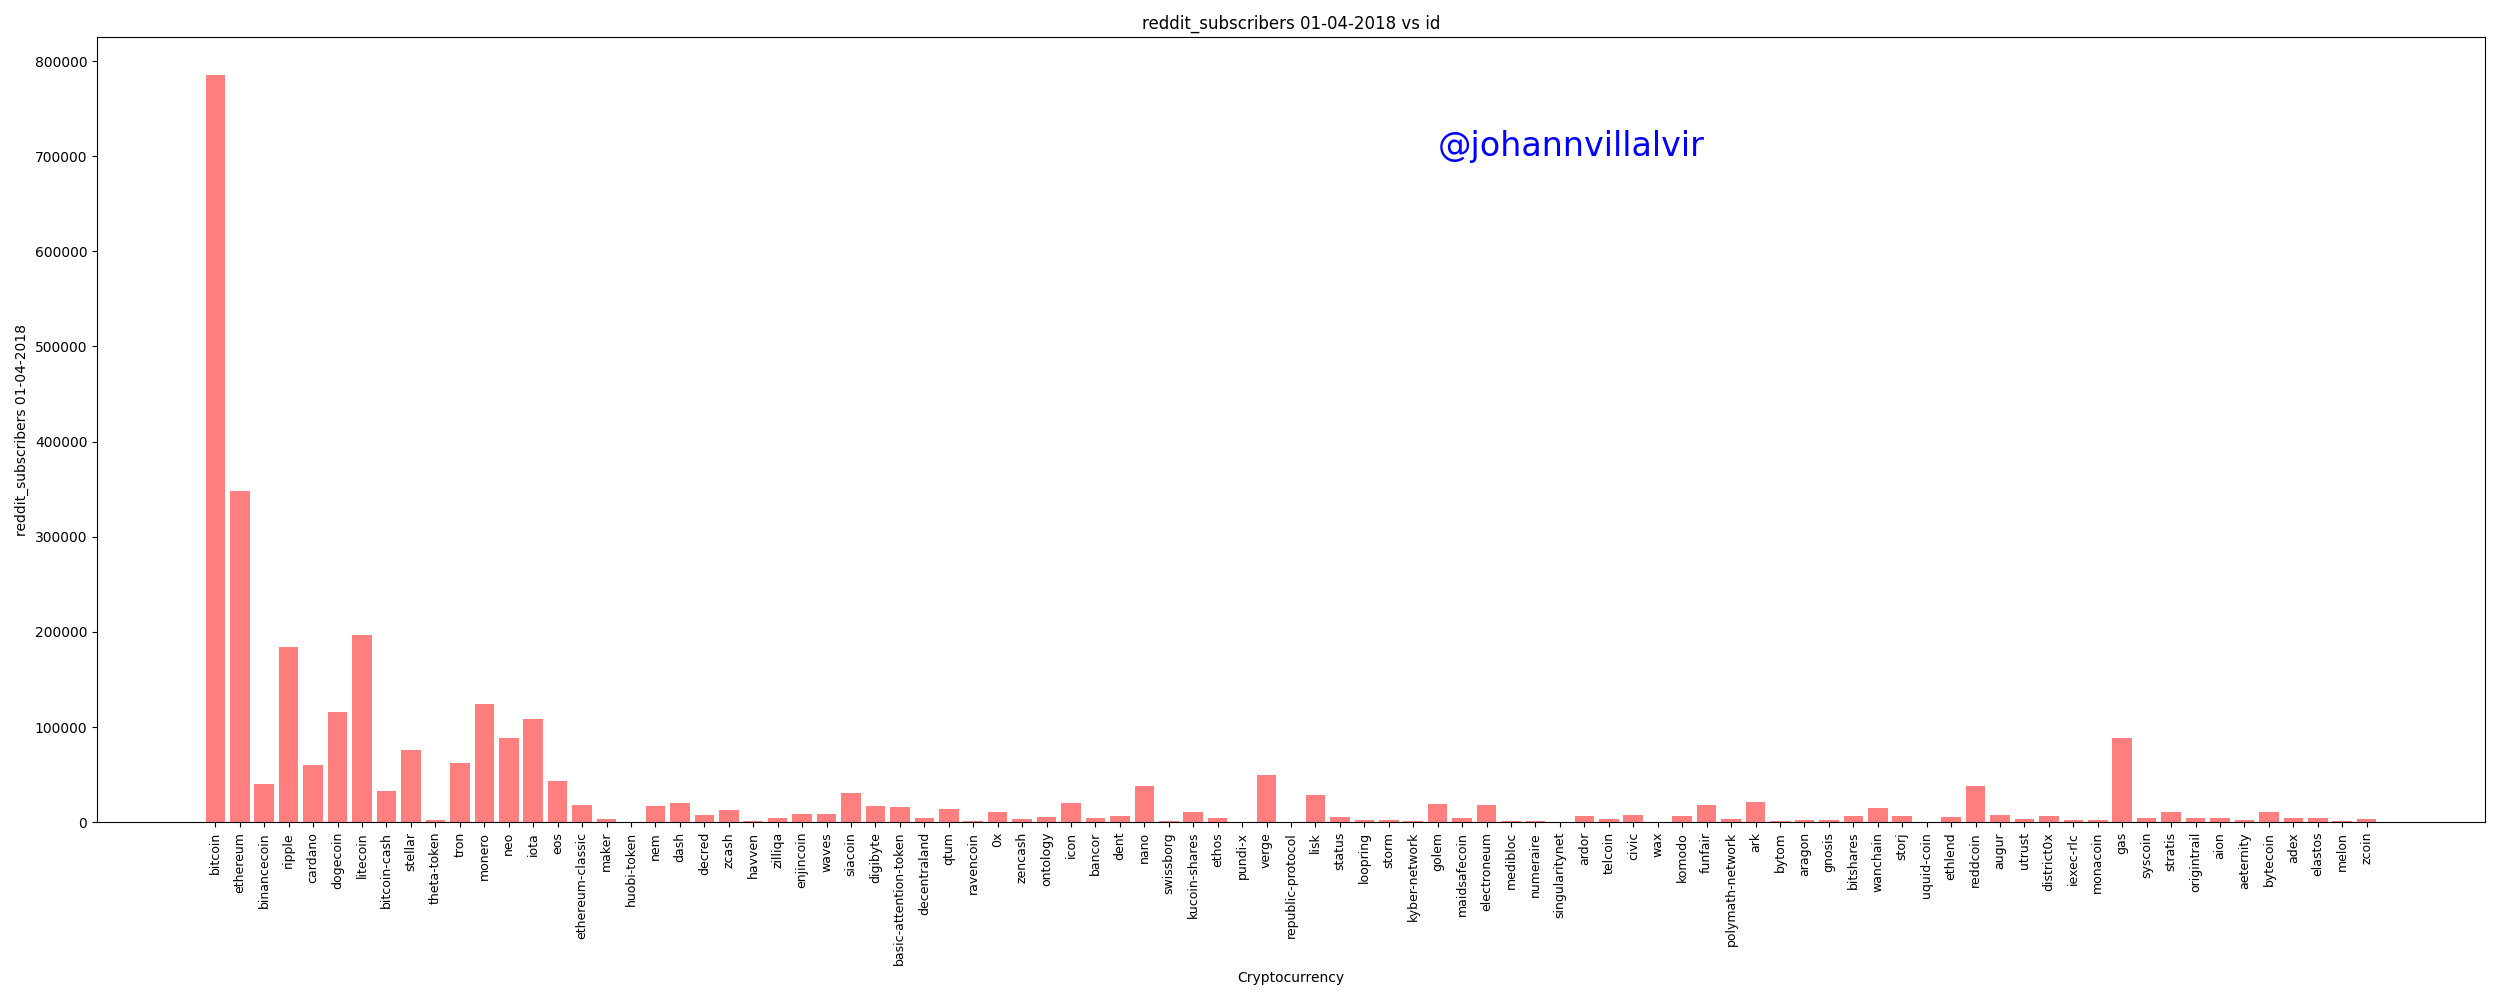 reddit_subscribers 01-04-2018 vs id
@johannvillalvir
reddit_subscribers 01-04-2018
800000
700000
600000
500000
400000
300000
200000
100000
0
bitcoin
ethereum
binancecoin
ripple
cardano
dogecoin
litecoin
bitcoin-cash
stellar
theta-token
tron
monero
neo
iota
eos
ethereum-classic
maker
huobi-token
nem
dash
decred
zcash
havven
zilliqa
enjincoin
waves
siacoin
digibyte
basic-attention-token
decentraland
qtum
ravencoin
0x
zencash
ontology
icon
bancor
dent
nano
swissborg
kucoin-shares
ethos
pundi-x
verge
republic-protocol
lisk
status
loopring
storm
kyber-network
golem
maidsafecoin
electroneum
medibloc
numeraire
singularitynet
ardor
telcoin
civic
wax
komodo
funfair
polymath-network
ark
bytom
aragon
gnosis
bitshares
wanchain
storj
uquid-coin
ethlend
reddcoin
augur
utrust
district0x
iexec-rlc
monacoin
gas
syscoin
stratis
origintrail
aion
aeternity
bytecoin
adex
elastos
melon
zcoin
Cryptocurrency